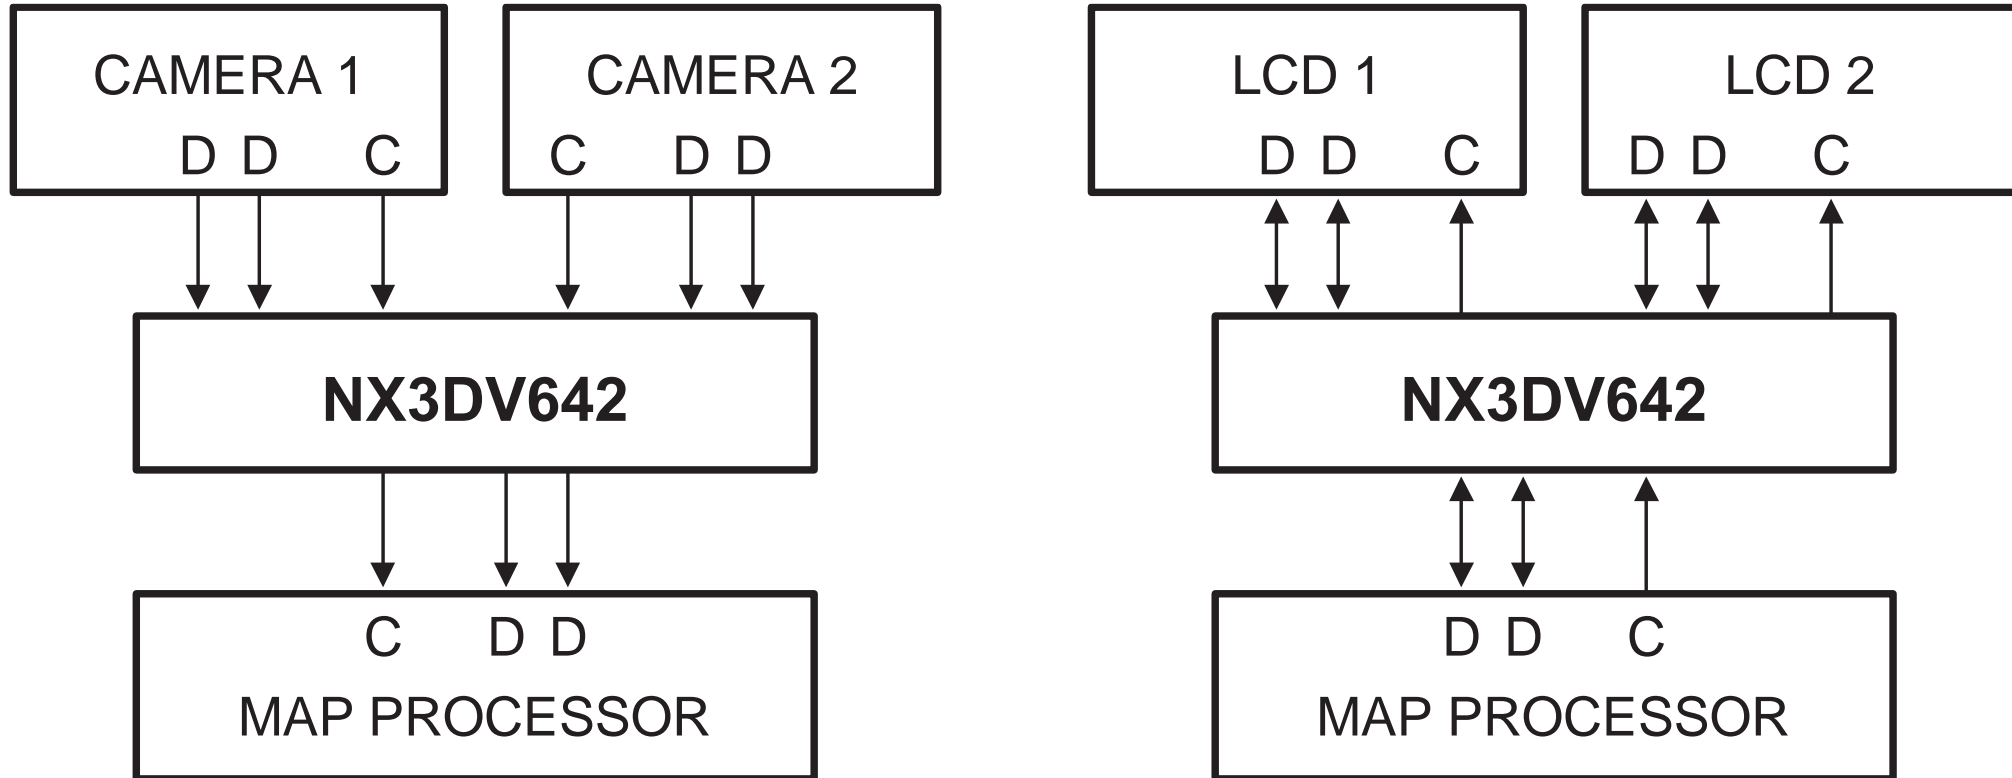 CAMERA 1 CAMERA 2 LCD 1 LCD 2
D D C C D D D D C D D C
NX3DV642 NX3DV642
C D D D D C
MAP PROCESSOR MAP PROCESSOR